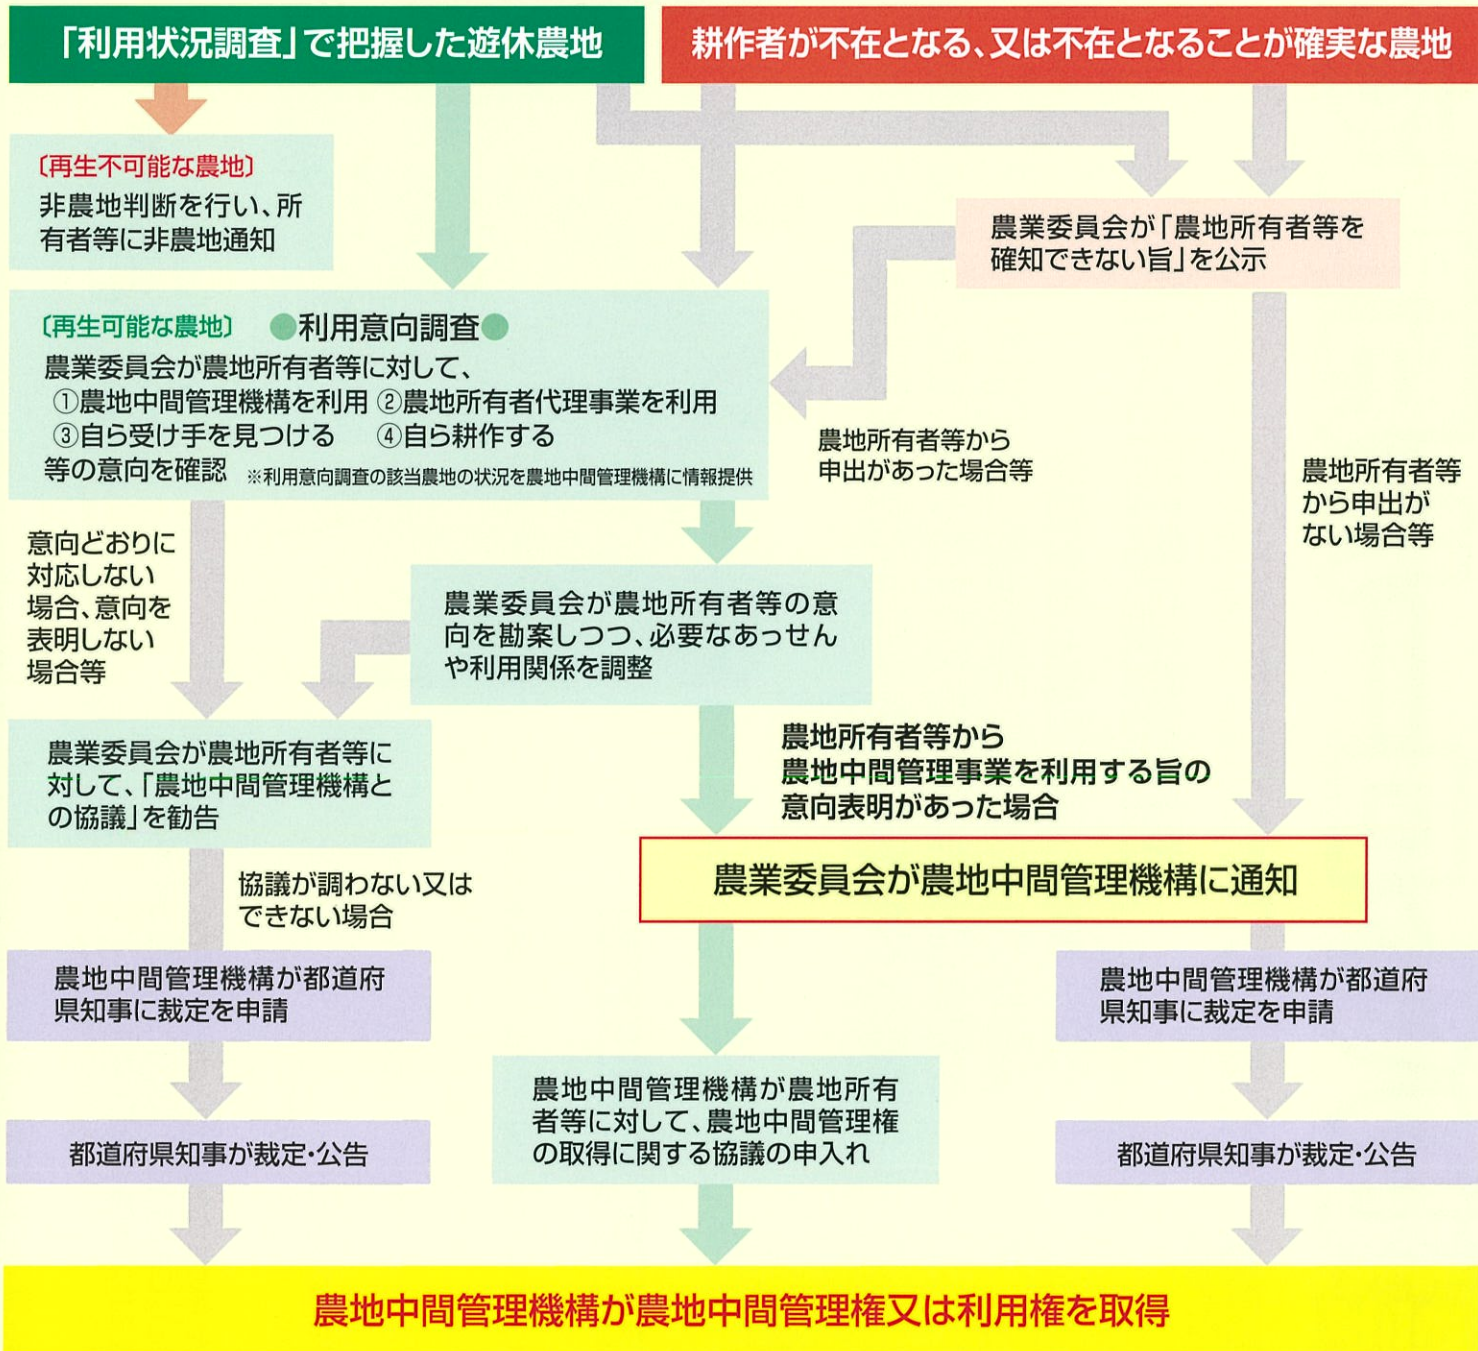 「利用状況調査」で把握した遊休農地
耕作者が不在となる、又は不在となることが確実な農地
〔再生不可能な農地〕
非農地判断を行い、所
有者等に非農地通知
農業委員会が「農地所有者等を
確知できない旨」を公示
〔再生可能な農地〕 ●利用意向調査●
農業委員会が農地所有者等に対して、
①農地中間管理機構を利用 ②農地所有者代理事業を利用
③自ら受け手を見つける ④自ら耕作する
等の意向を確認 ※利用意向調査の該当農地の状況を農地中間管理機構に情報提供
農地所有者等から
申出があった場合等
農地所有者等
から申出が
ない場合等
意向どおりに
対応しない
場合、意向を
表明しない
場合等
農業委員会が農地所有者等の意
向を勘案しつつ、必要なあっせん
や利用関係を調整
農業委員会が農地所有者等に
対して、「農地中間管理機構と
の協議」を勧告
農地所有者等から
農地中間管理事業を利用する旨の
意向表明があった場合
農業委員会が農地中間管理機構に通知
協議が調わない又は
できない場合
農地中間管理機構が都道府
県知事に裁定を申請
農地中間管理機構が都道府
県知事に裁定を申請
農地中間管理機構が農地所有
者等に対して、農地中間管理権
の取得に関する協議の申入れ
都道府県知事が裁定・公告
都道府県知事が裁定・公告
農地中間管理機構が農地中間管理権又は利用権を取得